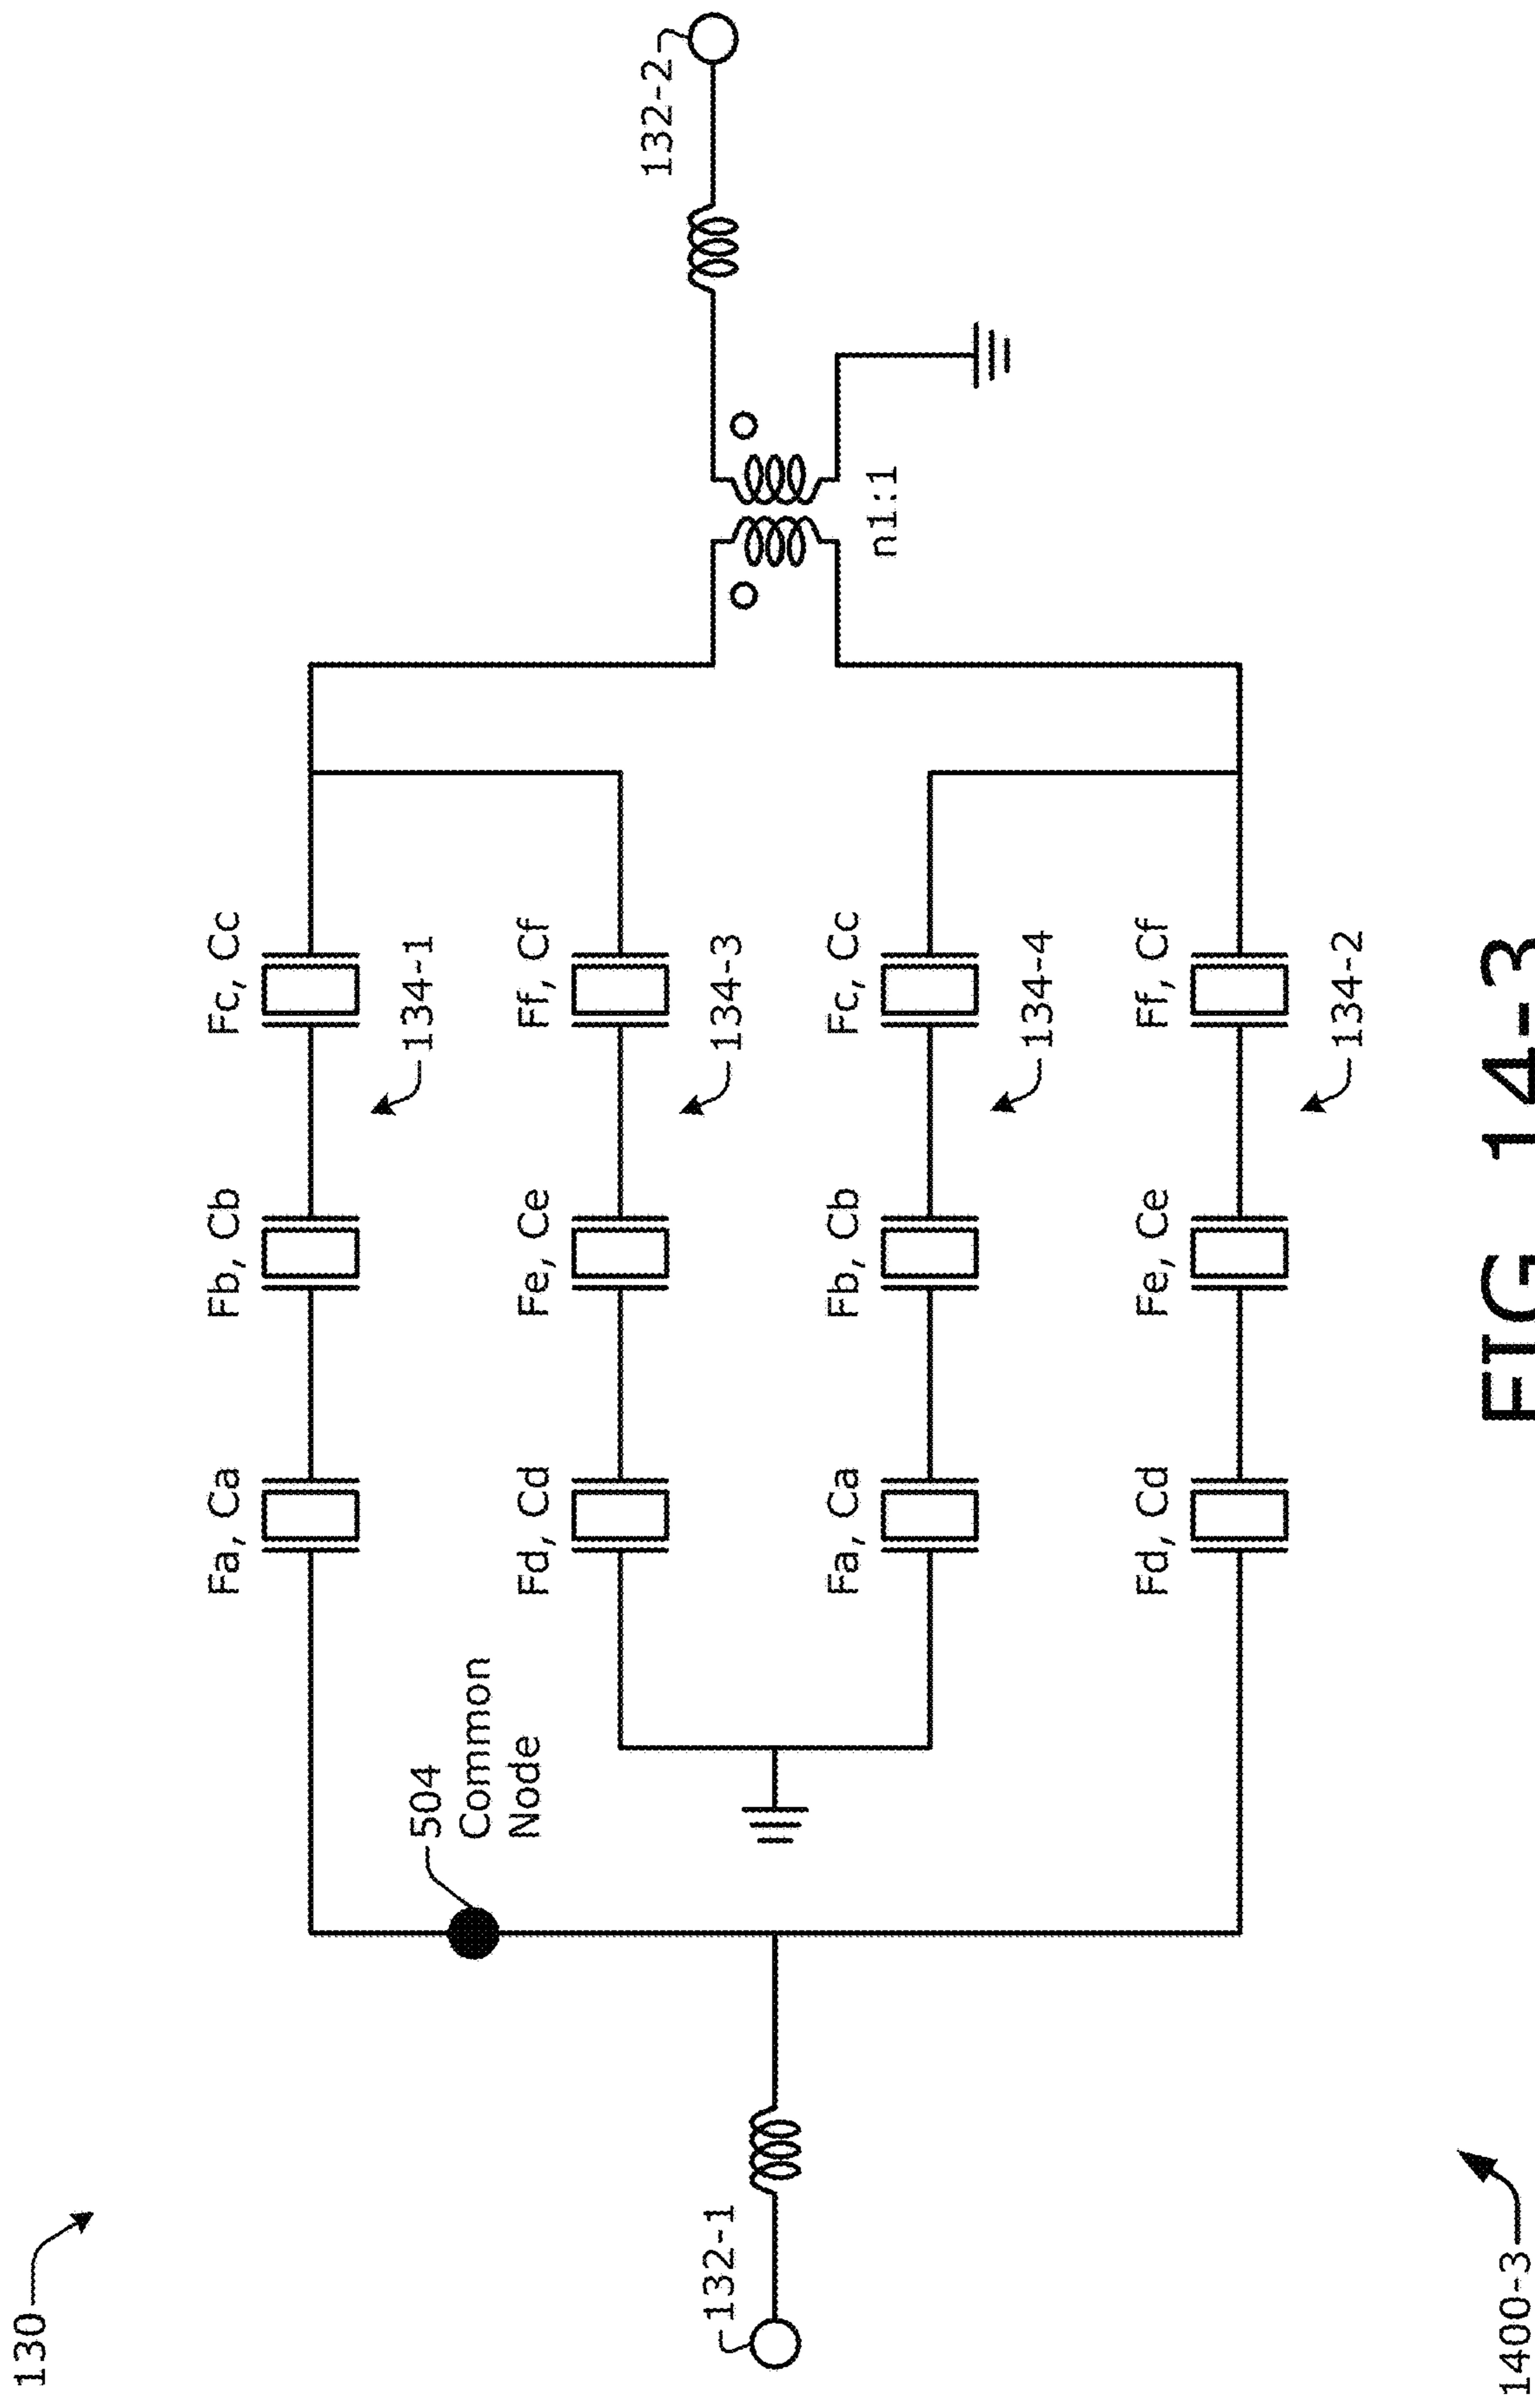 130
132-1
504
Common
Node
Fa, Ca
Fb, Cb
Fc, Cc
134-1
Fd, Cd
Fe, Ce
Ff, Cf
134-3
Fa, Ca
Fb, Cb
Fc, Cc
134-4
Fd, Cd
Fe, Ce
Ff, Cf
134-2
n1:1
132-2
1400-3
FIG 14-3